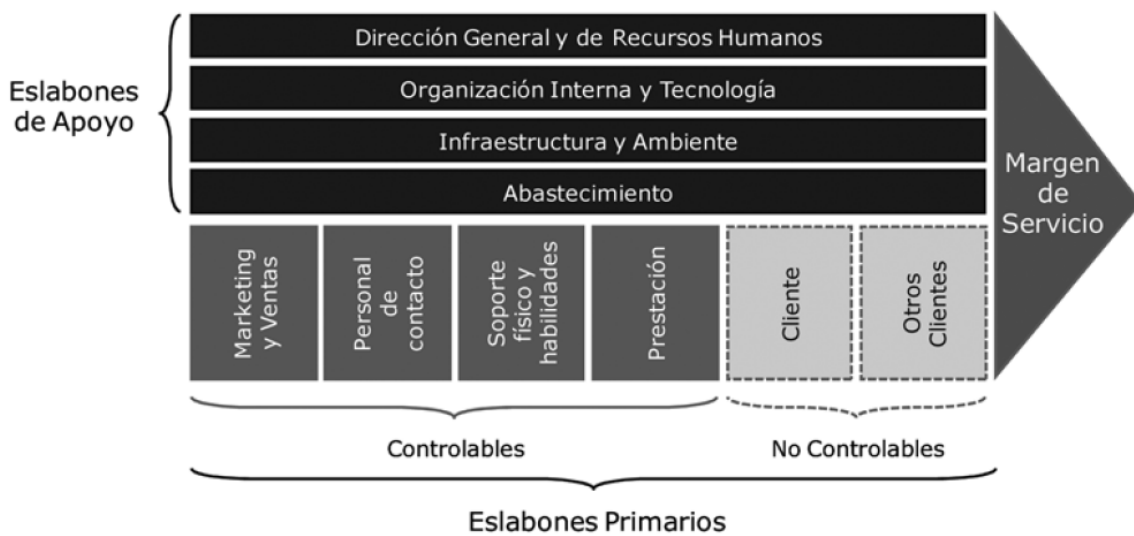 Eslabones
de Apoyo
Dirección General y de Recursos Humanos
Organización Interna y Tecnología
Infraestructura y Ambiente
Abastecimiento
Marketing
y Ventas
Personal
de
contacto
Soporte
físico y
habilidades
Prestación
Cliente
Otros
Clientes
Margen
de
Servicio
Controlables
No Controlables
Eslabones Primarios